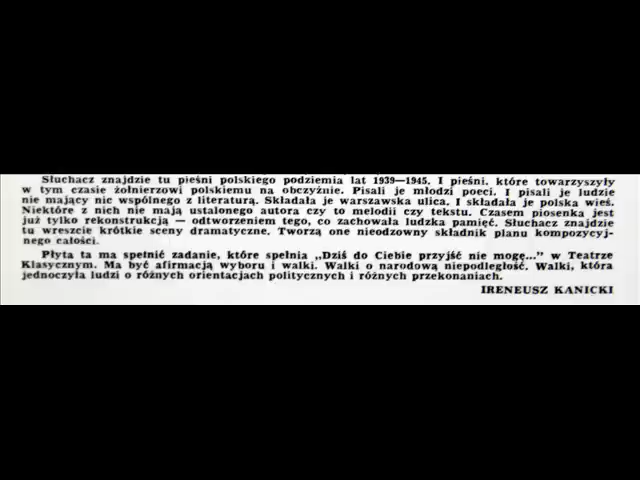 Słuchacz znajdzie tu pieśni polskiego podziemia lat 1939—1945. I pieśni, które towarzyszyły
w tym czasie żołnierzowi polskiemu na obczyźnie. Pisali je młodzi poeci. I pisali je ludzie
nie mający nic wspólnego z literaturą. Składała je warszawska ulica. I składała je polska wieś.
Niektóre z nich nie mają ustalonego autora czy to melodii czy tekstu. Czasem piosenka jest
już tylko rekonstrukcją — odtworzeniem tego, co zachowała ludzka pamięć. Słuchacz znajdzie
tu wreszcie krótkie sceny dramatyczne. Tworzą one nieodzowny składnik planu kompozycyj-
nego całości.
Płyta ta ma spełnić zadanie, które spełnia „Dziś do Ciebie przyjść nie mogę..." w Teatrze
Klasycznym. Ma być afirmacją wyboru i walki. Walki o narodową niepodległość. Walki, która
jednoczyła ludzi o różnych orientacjach politycznych i różnych przekonaniach.
IRENEUSZ KANICKI